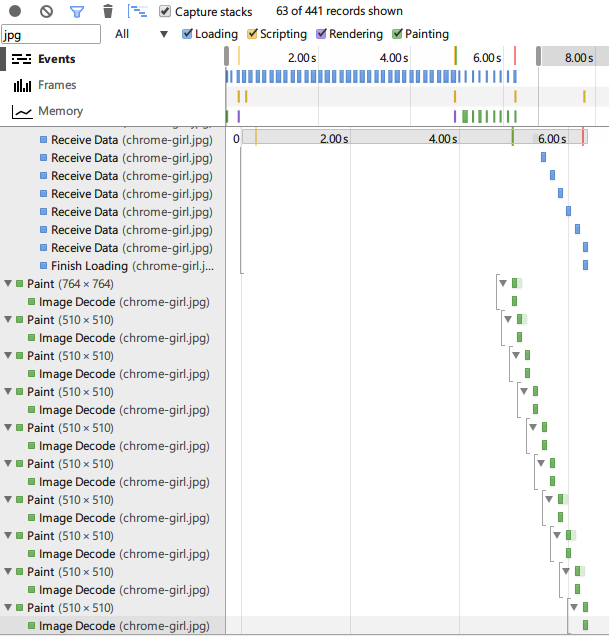 Capture stacks 63 of 441 records shown
jpg All Loading Scripting Rendering Painting
Events 2.00 s 4.00 s 6.00 s 8.00 s
Frames
Memory
0 2.00 s 4.00 s 6.00 s
Receive Data (chrome-girl.jpg)
Receive Data (chrome-girl.jpg)
Receive Data (chrome-girl.jpg)
Receive Data (chrome-girl.jpg)
Receive Data (chrome-girl.jpg)
Receive Data (chrome-girl.jpg)
Receive Data (chrome-girl.jpg)
Finish Loading (chrome-girl.j...
Paint (764 × 764)
Image Decode (chrome-girl.jpg)
Paint (510 × 510)
Image Decode (chrome-girl.jpg)
Paint (510 × 510)
Image Decode (chrome-girl.jpg)
Paint (510 × 510)
Image Decode (chrome-girl.jpg)
Paint (510 × 510)
Image Decode (chrome-girl.jpg)
Paint (510 × 510)
Image Decode (chrome-girl.jpg)
Paint (510 × 510)
Image Decode (chrome-girl.jpg)
Paint (510 × 510)
Image Decode (chrome-girl.jpg)
Paint (510 × 510)
Image Decode (chrome-girl.jpg)
Paint (510 × 510)
Image Decode (chrome-girl.jpg)